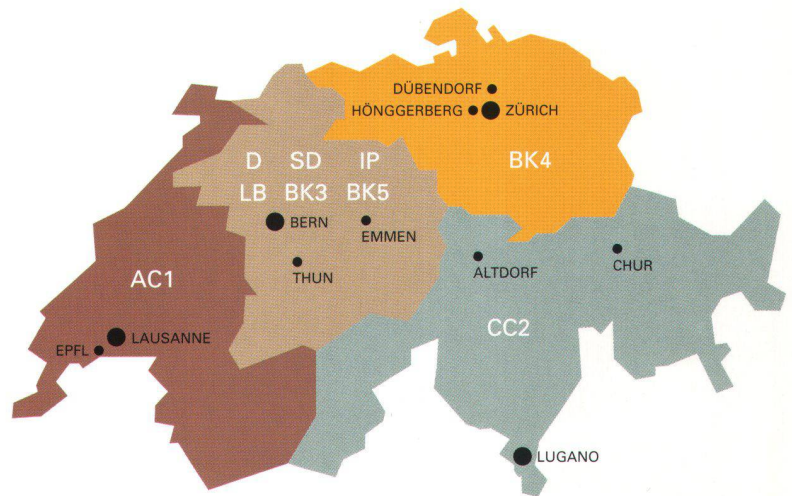 DÜBENDORF
HÖNGGERBERG ZÜRICH
D SD IP
BK4
LB BK3 BK5
BERN
EMMEN
ALTDORF
CHUR
THUN
AC1
CC2
LAUSANNE
EPFL
LUGANO